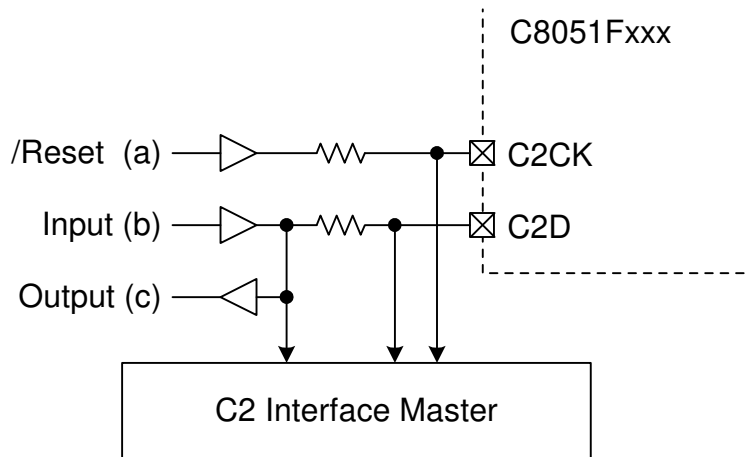 C8051Fxxx
/Reset (a)
C2CK
Input (b)
C2D
Output (c)
C2 Interface Master